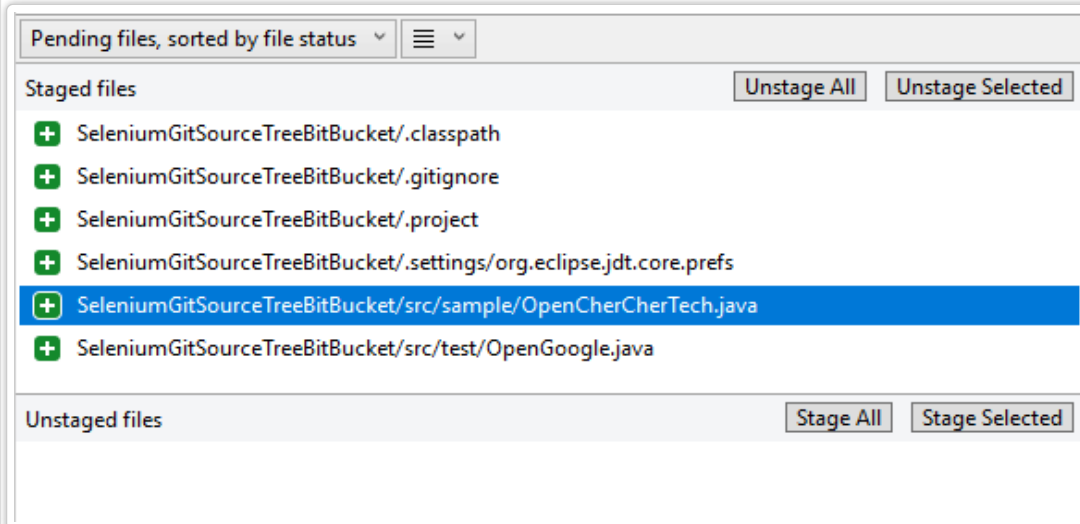 Pending files, sorted by file status
Staged files Unstage All Unstage Selected
SeleniumGitSourceTreeBitBucket/.classpath
SeleniumGitSourceTreeBitBucket/.gitignore
SeleniumGitSourceTreeBitBucket/.project
SeleniumGitSourceTreeBitBucket/.settings/org.eclipse.jdt.core.prefs
SeleniumGitSourceTreeBitBucket/src/sample/OpenCherCherTech.java
SeleniumGitSourceTreeBitBucket/src/test/OpenGoogle.java
Unstaged files Stage All Stage Selected